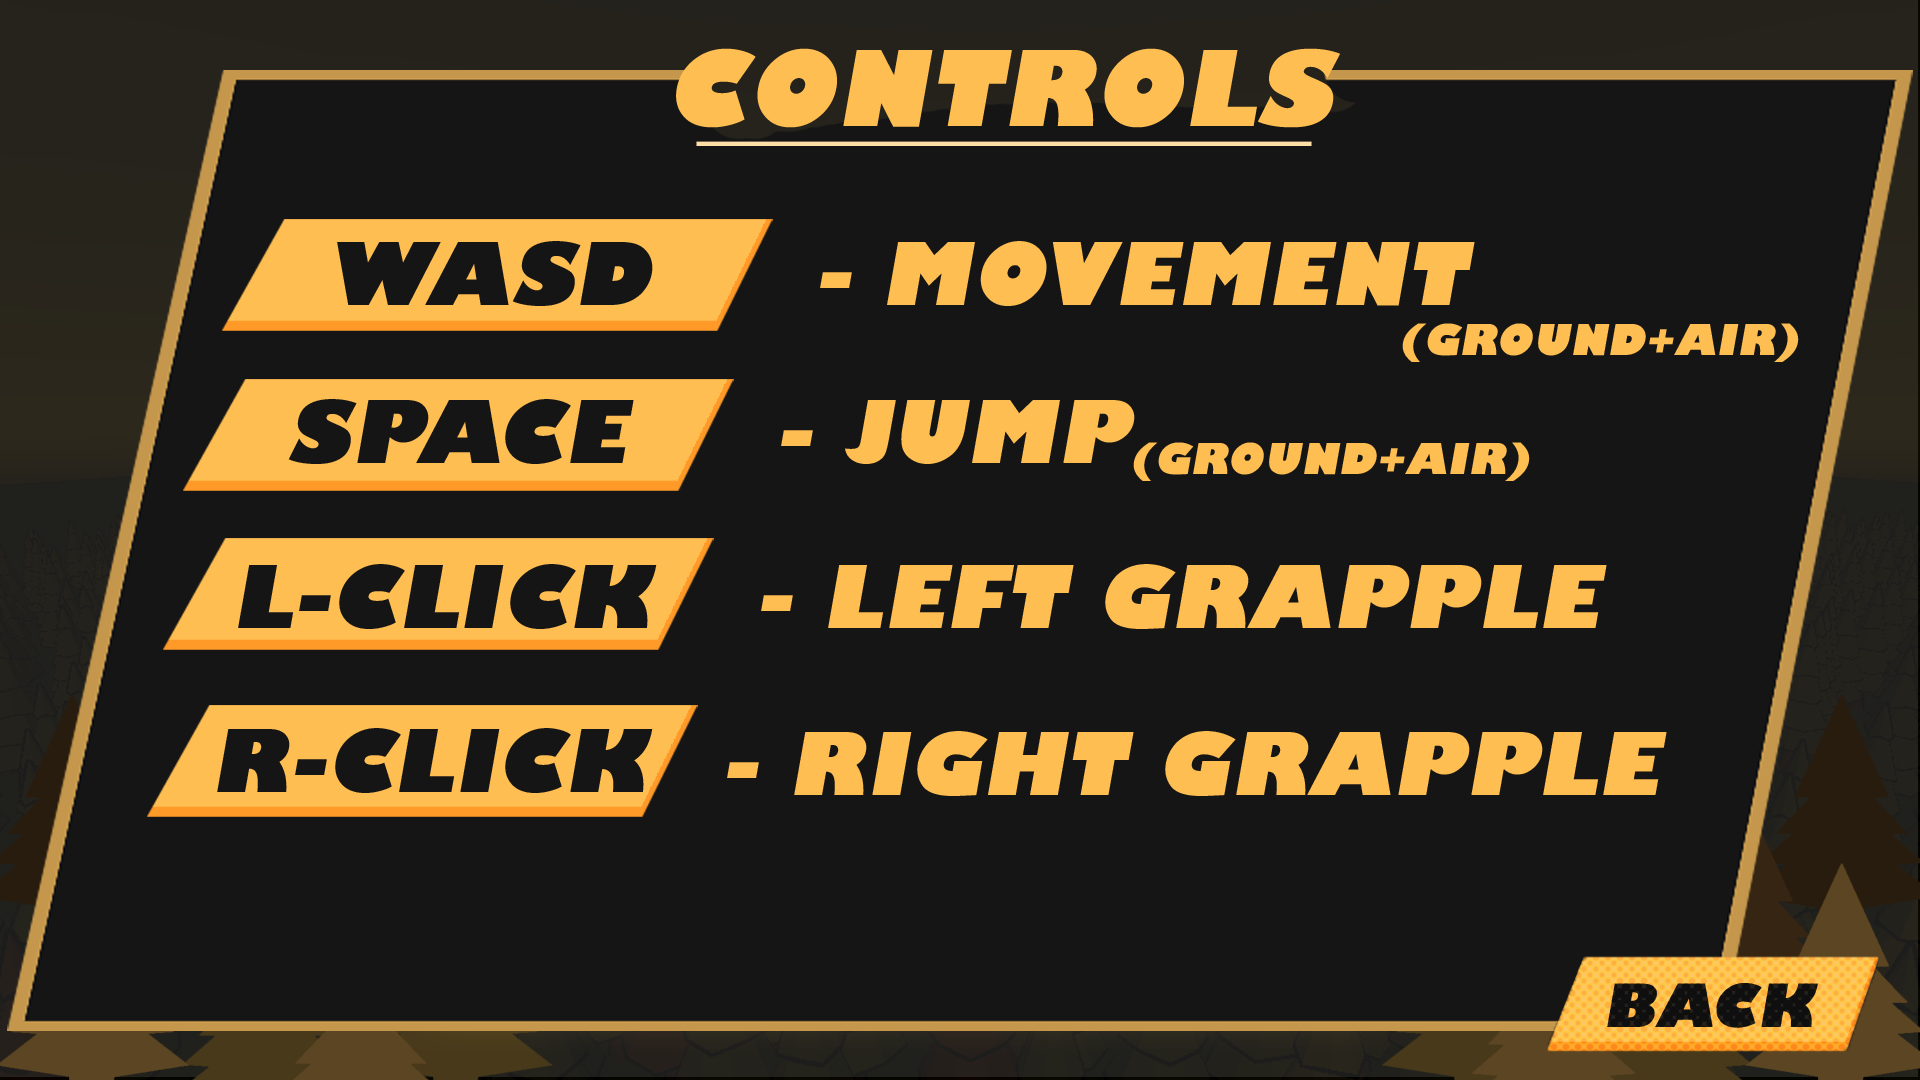 CONTROLS
WASD - MOVEMENT
(GROUND+AIR)
SPACE - JUMP (GROUND+AIR)
L-CLICK - LEFT GRAPPLE
R-CLICK - RIGHT GRAPPLE
BACK